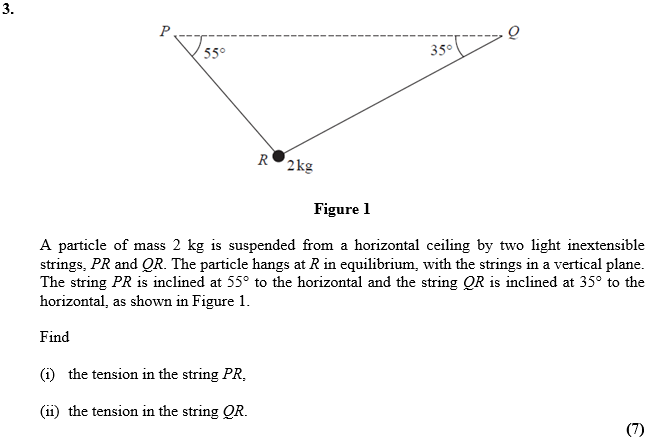 3.
P
Q
55°
35°
R
2 kg
Figure 1
A particle of mass 2 kg is suspended from a horizontal ceiling by two light inextensible
strings, PR and QR. The particle hangs at R in equilibrium, with the strings in a vertical plane.
The string PR is inclined at 55° to the horizontal and the string QR is inclined at 35° to the
horizontal, as shown in Figure 1.
Find
(i) the tension in the string PR,
(ii) the tension in the string QR.
(7)